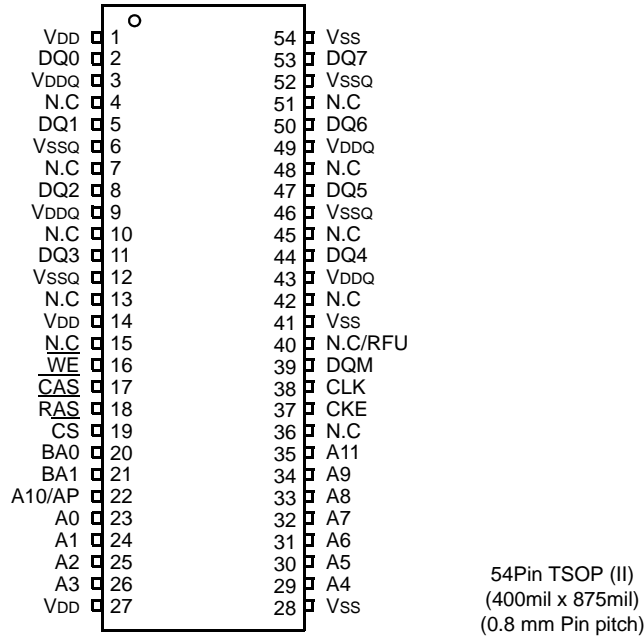 VDD 1 54 VSS
DQ0 2 53 DQ7
VDDQ 3 52 VSSQ
N.C 4 51 N.C
DQ1 5 50 DQ6
VSSQ 6 49 VDDQ
N.C 7 48 N.C
DQ2 8 47 DQ5
VDDQ 9 46 VSSQ
N.C 10 45 N.C
DQ3 11 44 DQ4
VSSQ 12 43 VDDQ
N.C 13 42 N.C
VDD 14 41 VSS
N.C 15 40 N.C/RFU
WE 16 39 DQM
CAS 17 38 CLK
RAS 18 37 CKE
CS 19 36 N.C
BA0 20 35 A11
BA1 21 34 A9
A10/AP 22 33 A8
A0 23 32 A7
A1 24 31 A6
A2 25 30 A5
A3 26 29 A4
VDD 27 28 VSS
54Pin TSOP (II)
(400mil x 875mil)
(0.8 mm Pin pitch)